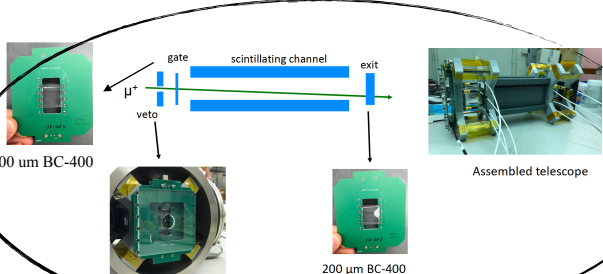 gate
scintillating channel
exit
μ⁺
veto
00 um BC-400
Assembled telescope
200 μm BC-400